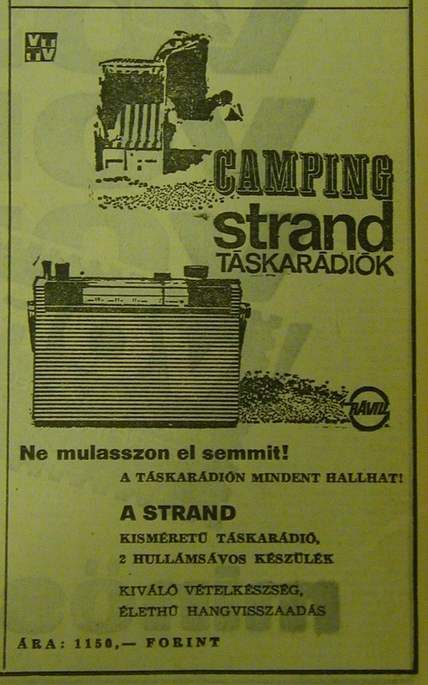 VT
TV
CAMPING
strand
TÁSKARÁDIÓK
RÁVILL
Ne mulasszon el semmit!
A TÁSKARÁDIÓN MINDENT HALLHAT!
A STRAND
KISMÉRETŰ TÁSKARÁDIÓ,
2 HULLÁMSÁVOS KÉSZÜLÉK
KIVÁLÓ VÉTELKÉSZSÉG,
ÉLETHŰ HANGVISSZAADÁS
ÁRA: 1150,— FORINT